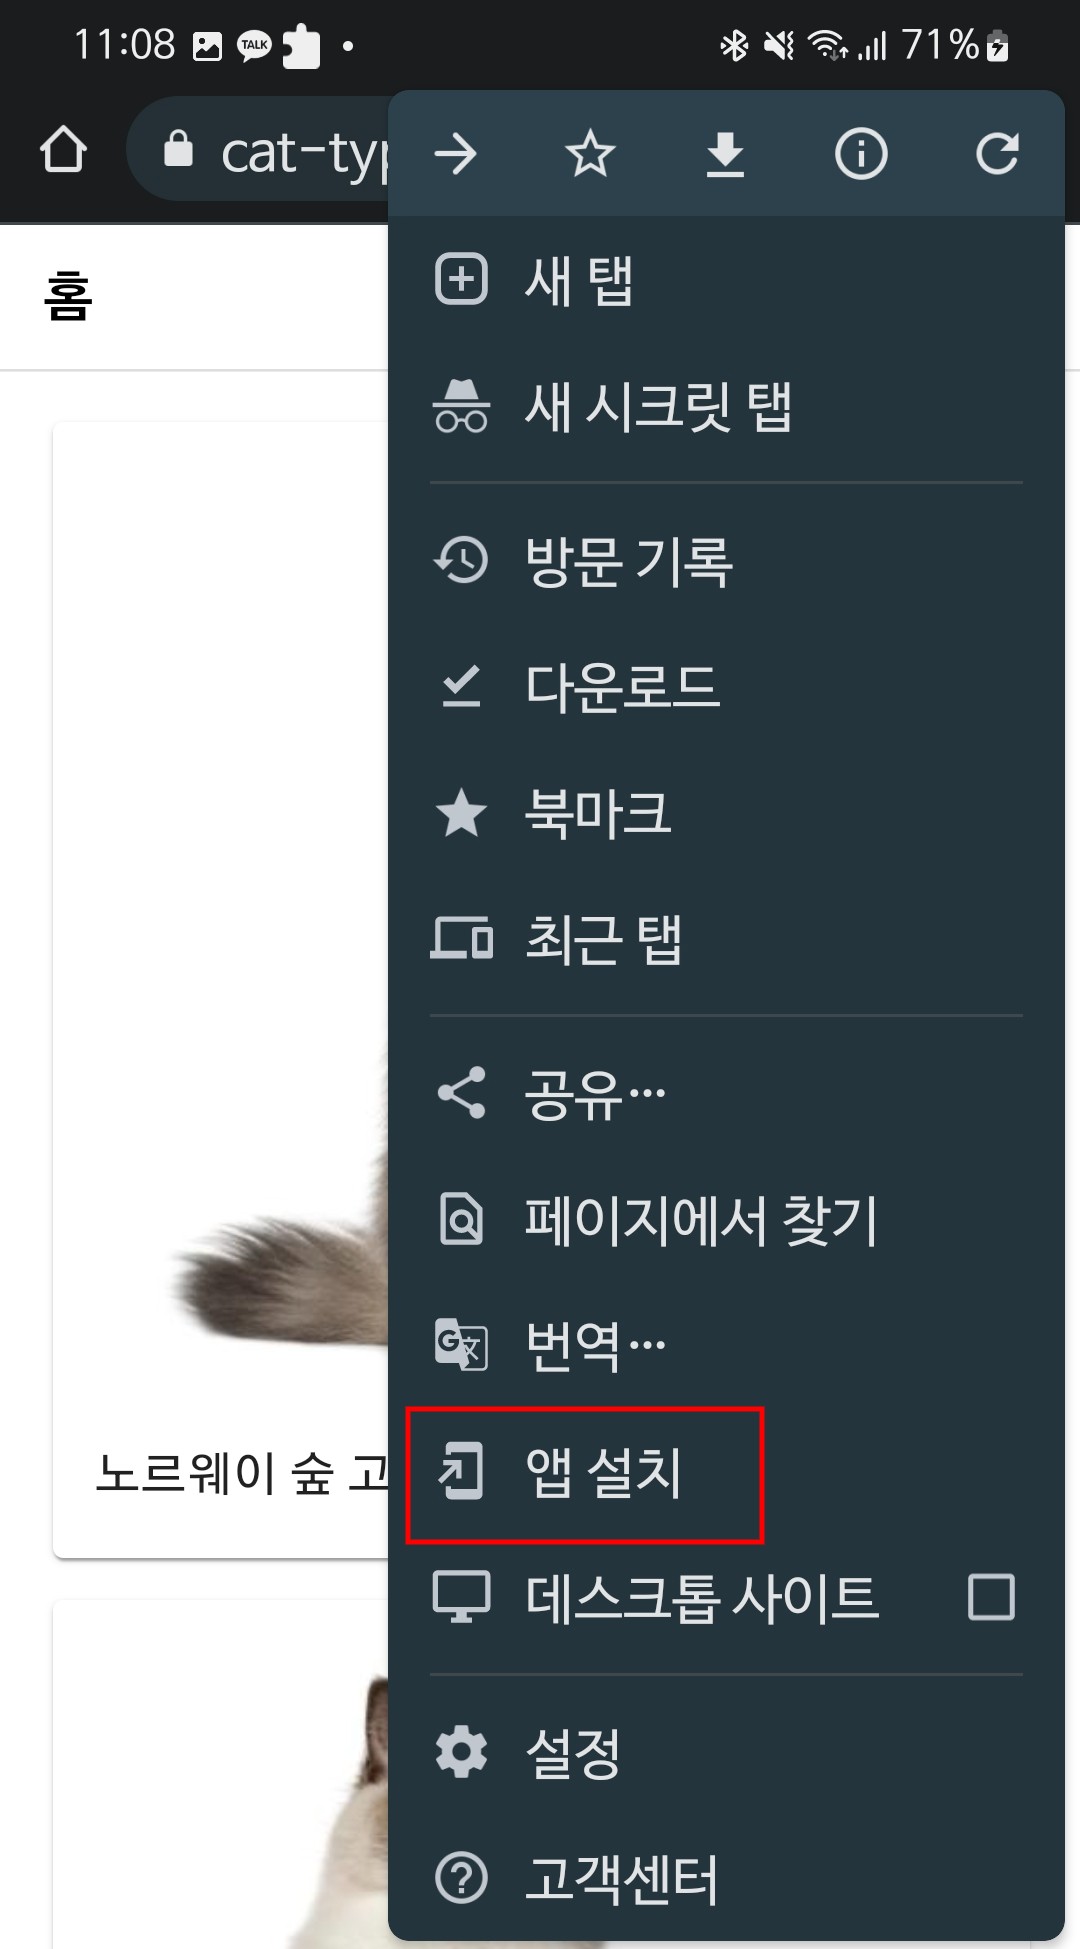 11:08 TALK 71%
cat-typ
홈
새 탭
새 시크릿 탭
방문 기록
다운로드
북마크
최근 탭
공유…
페이지에서 찾기
번역…
노르웨이 숲 고
앱 설치
데스크톱 사이트
설정
고객센터